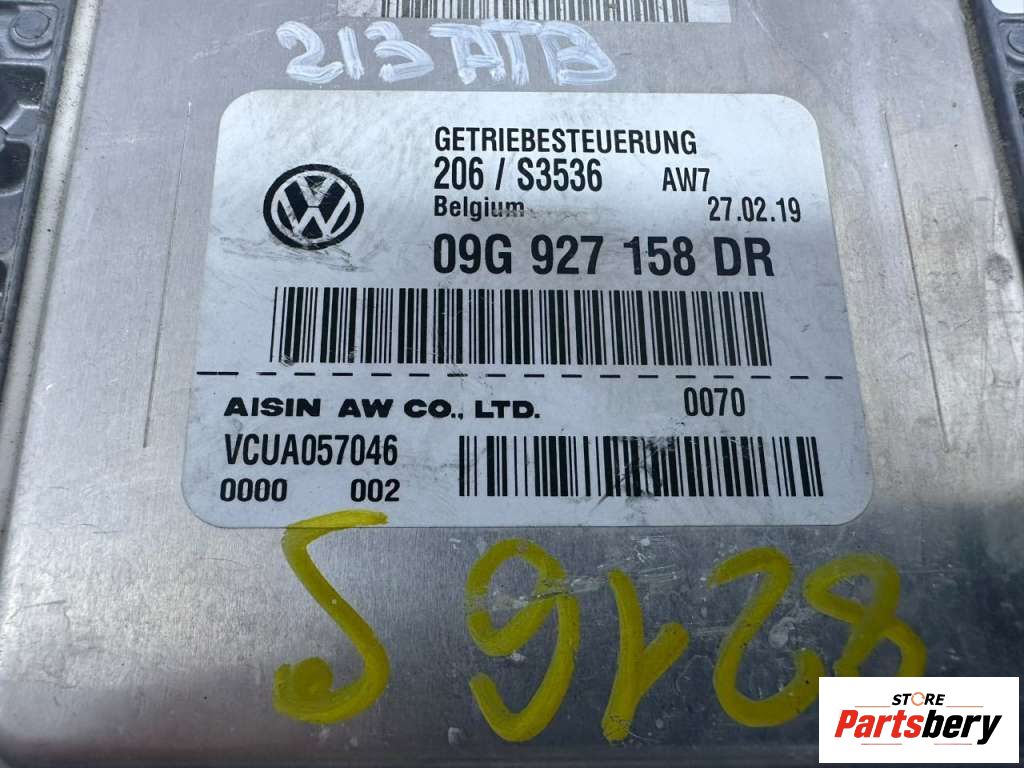 213 ATB
GETRIEBESTEUERUNG
206 / S3536 AW7
Belgium 27.02.19
09G 927 158 DR
AISIN AW CO., LTD. 0070
VCUA057046
0000 002
STORE
Partsbery